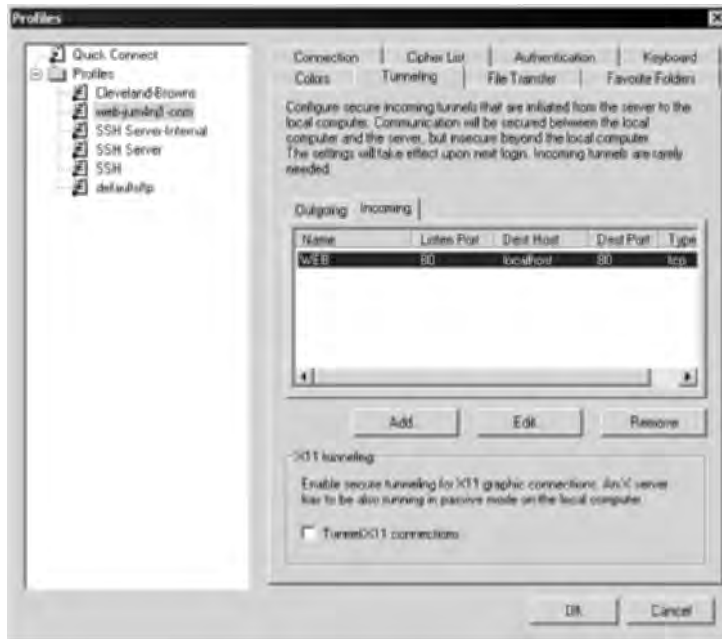 Profiles
Quick Connect
Profiles
Cleveland-Browns
SSH Server-Internal
SSH Server
SSH
defaultsftp
Connection Cipher List Authentication Keyboard
Colors Tunneling File Transfer Favorite Folders
Configure secure incoming tunnels that are initiated from the server to the
local computer. Communication will be secured between the local
computer and the server, but insecure beyond the local computer.
The settings will take effect upon next login. Incoming tunnels are rarely
needed.
Outgoing Incoming
Name Listen Port Dest Host Dest Port Type
WEB 80 localhost 80 tcp
Add... Edit... Remove
X11 tunneling
Enable secure tunneling for X11 graphic connections. An X server
has to be also running in passive mode on the local computer.
Tunnel X11 connections
OK Cancel